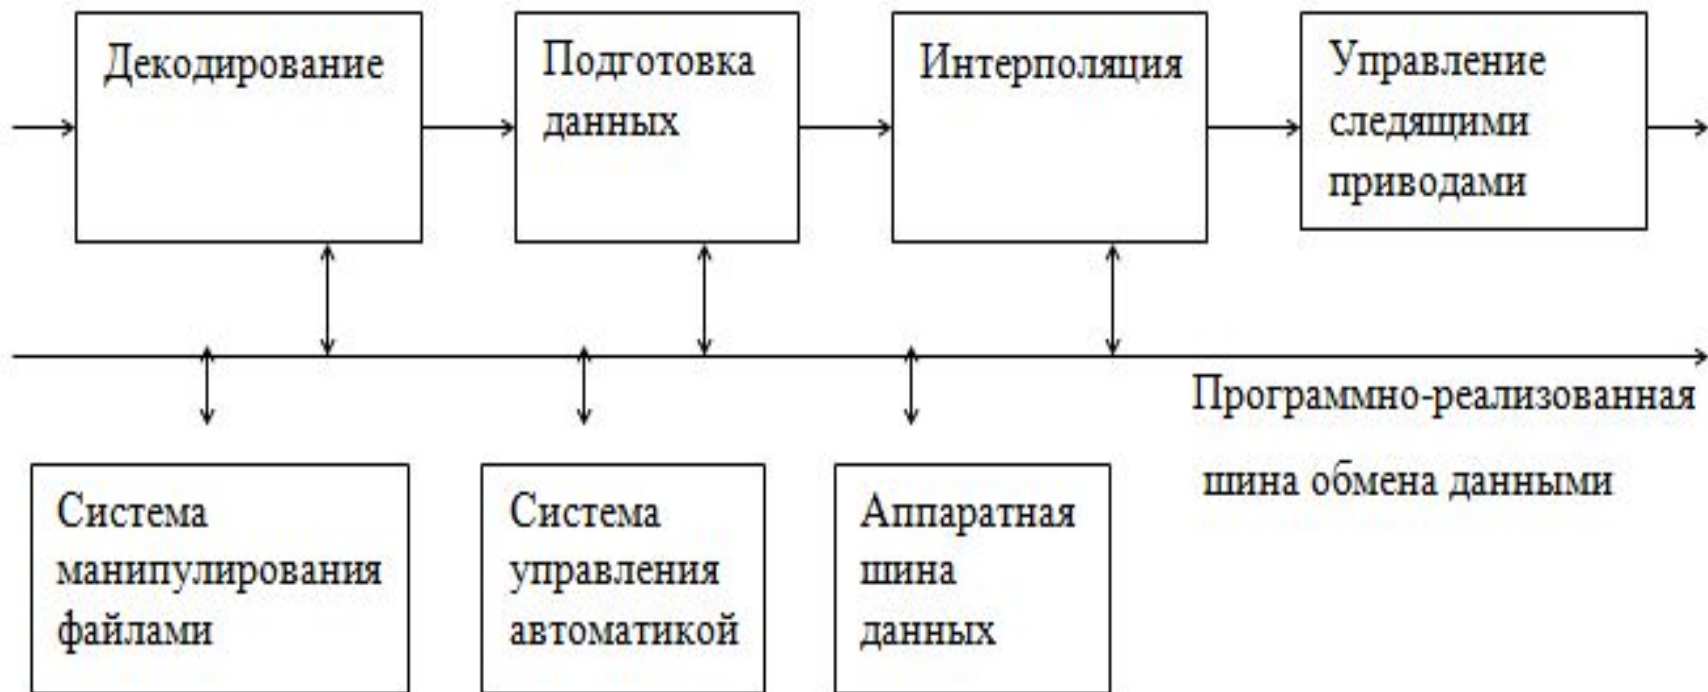 Декодирование
Подготовка
данных
Интерполяция
Управление
следящими
приводами
Программно-реализованная
шина обмена данными
Система
манипулирования
файлами
Система
управления
автоматикой
Аппаратная
шина
данных